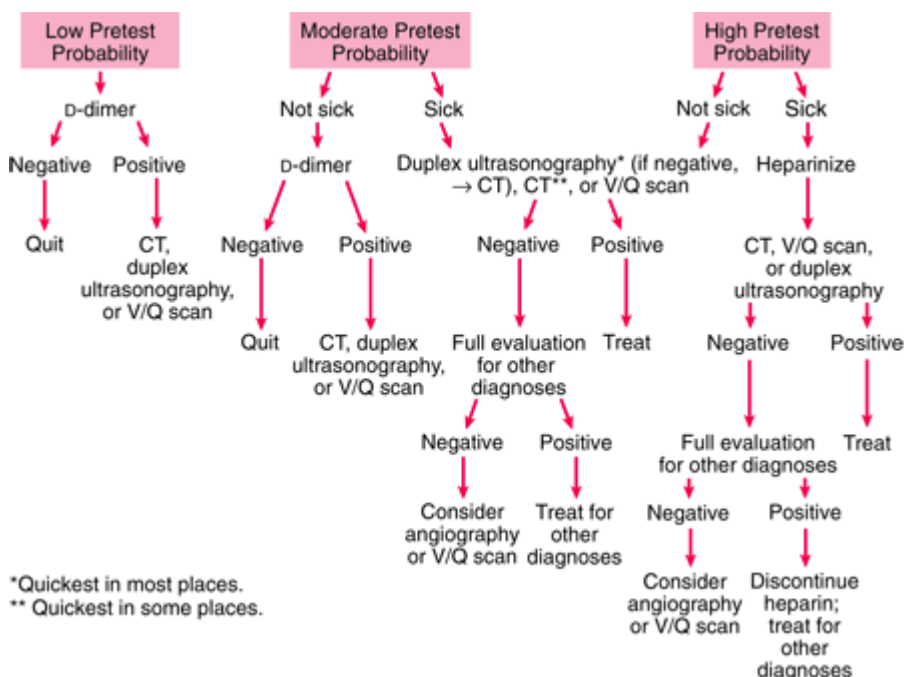 Low Pretest
Probability
Moderate Pretest
Probability
High Pretest
Probability
D-dimer
Not sick
Sick
Not sick
Sick
Negative
Positive
D-dimer
Duplex ultrasonography* (if negative,
→ CT), CT**, or V/Q scan
Heparinize
Quit
CT,
duplex
ultrasonography,
or V/Q scan
Negative
Positive
Negative
Positive
CT, V/Q scan,
or duplex
ultrasonography
Quit
CT, duplex
ultrasonography,
or V/Q scan
Full evaluation
for other
diagnoses
Treat
Negative
Positive
Negative
Positive
Full evaluation
for other diagnoses
Treat
Consider
angiography
or V/Q scan
Treat for
other
diagnoses
Negative
Positive
Consider
angiography
or V/Q scan
Discontinue
heparin;
treat for
other
diagnoses
*Quickest in most places.
** Quickest in some places.